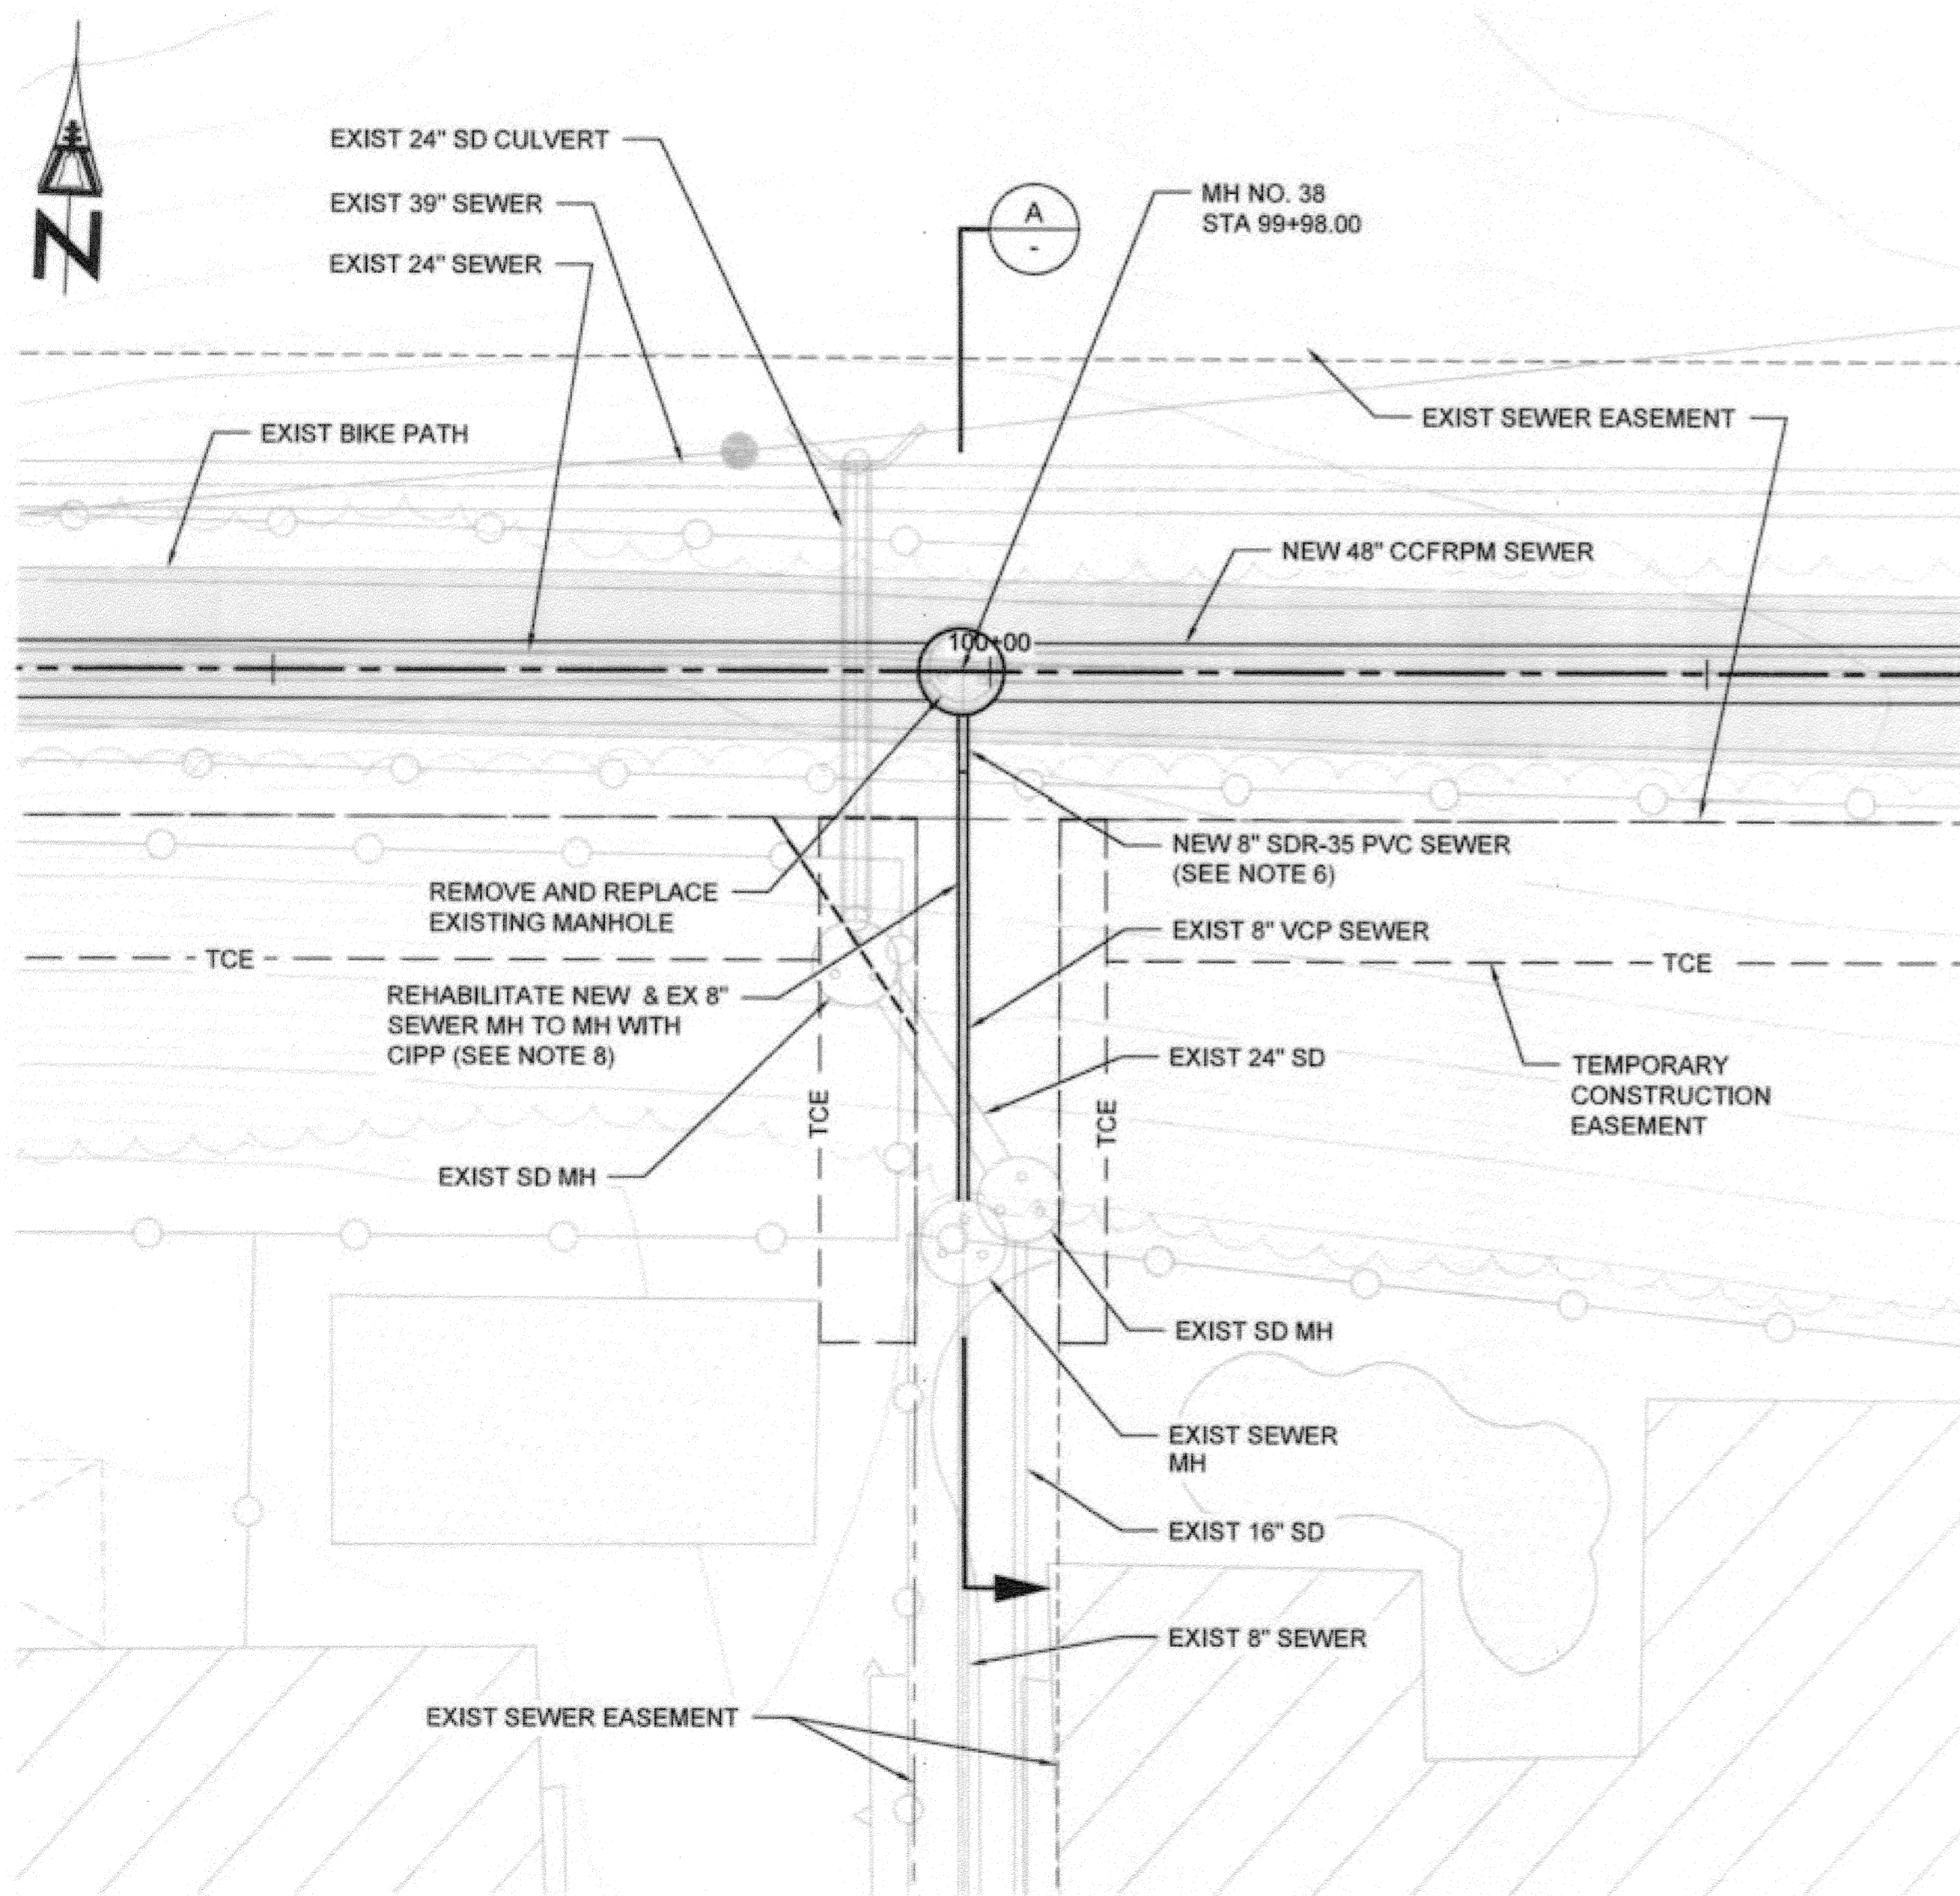 N
EXIST 24" SD CULVERT
EXIST 39" SEWER
EXIST 24" SEWER
A
-
MH NO. 38
STA 99+98.00
EXIST BIKE PATH
EXIST SEWER EASEMENT
NEW 48" CCFRPM SEWER
100+00
REMOVE AND REPLACE
EXISTING MANHOLE
NEW 8" SDR-35 PVC SEWER
(SEE NOTE 6)
EXIST 8" VCP SEWER
TCE
TCE
REHABILITATE NEW & EX 8"
SEWER MH TO MH WITH
CIPP (SEE NOTE 8)
EXIST 24" SD
TEMPORARY
CONSTRUCTION
EASEMENT
TCE
TCE
EXIST SD MH
EXIST SD MH
EXIST SEWER
MH
EXIST 16" SD
EXIST 8" SEWER
EXIST SEWER EASEMENT